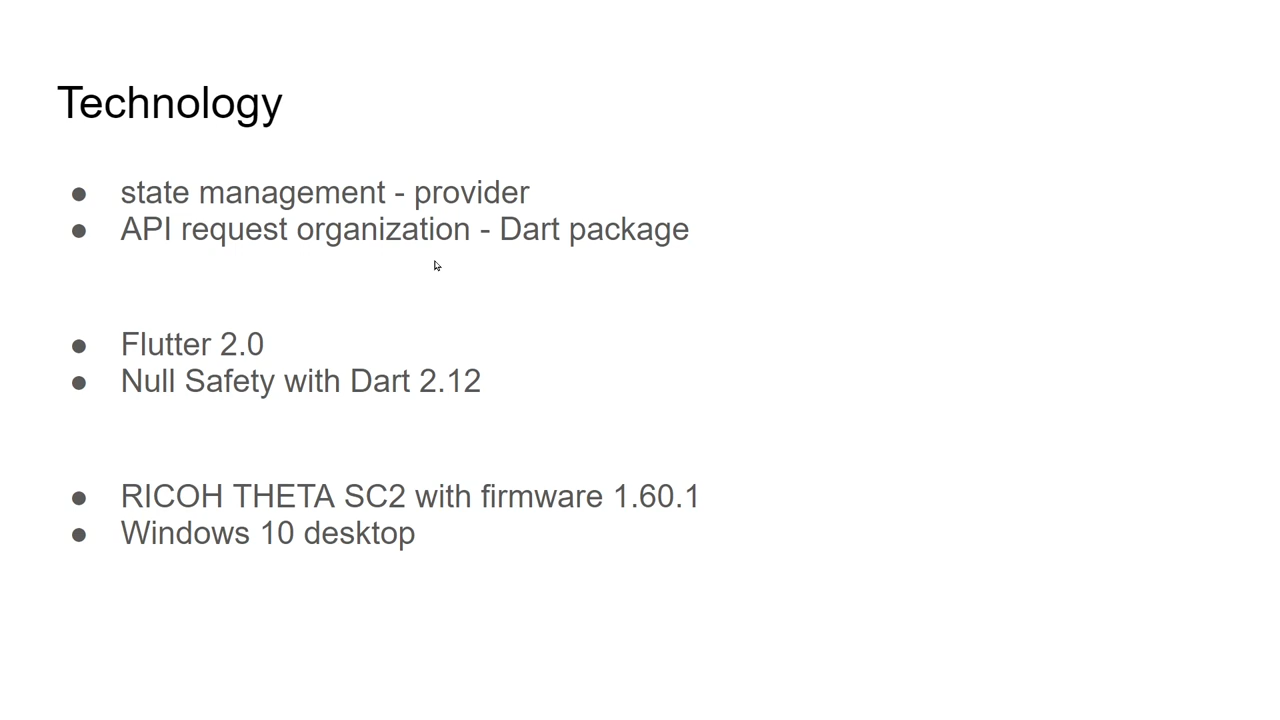 Technology
● state management - provider
● API request organization - Dart package
● Flutter 2.0
● Null Safety with Dart 2.12
● RICOH THETA SC2 with firmware 1.60.1
● Windows 10 desktop